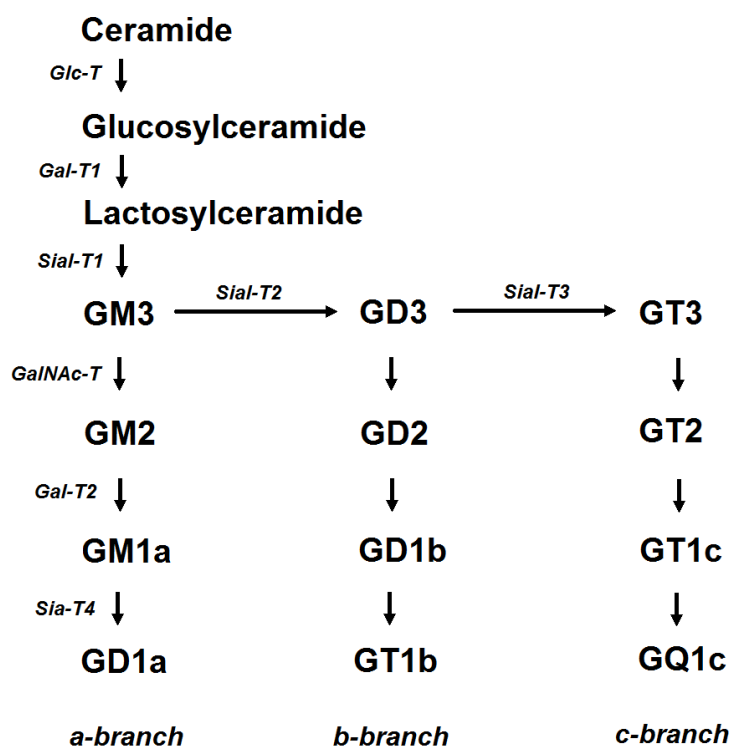 Ceramide
Glc-T
Glucosylceramide
Gal-T1
Lactosylceramide
Sial-T1
Sial-T2
Sial-T3
GM3
GD3
GT3
GalNAc-T
GM2
GD2
GT2
Gal-T2
GM1a
GD1b
GT1c
Sia-T4
GD1a
GT1b
GQ1c
a-branch
b-branch
c-branch